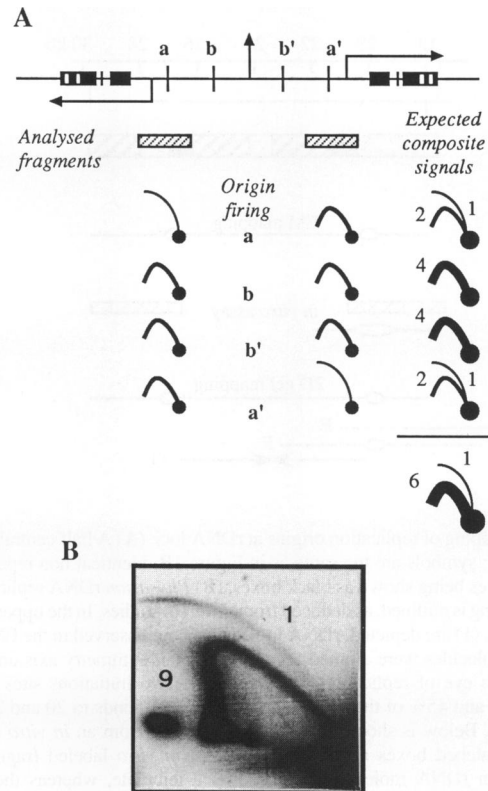 A
a b b' a'
Analysed fragments
Expected composite signals
Origin firing
a
2 1
b
4
b'
4
a'
2 1
6 1
B
1
9